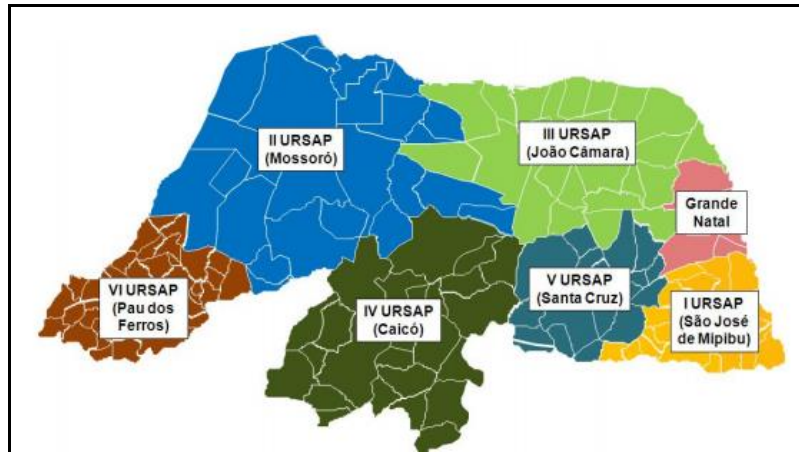 II URSAP
(Mossoró)
III URSAP
(João Câmara)
Grande
Natal
VI URSAP
(Pau dos
Ferros)
IV URSAP
(Caicó)
V URSAP
(Santa Cruz)
I URSAP
(São José
de Mipibu)